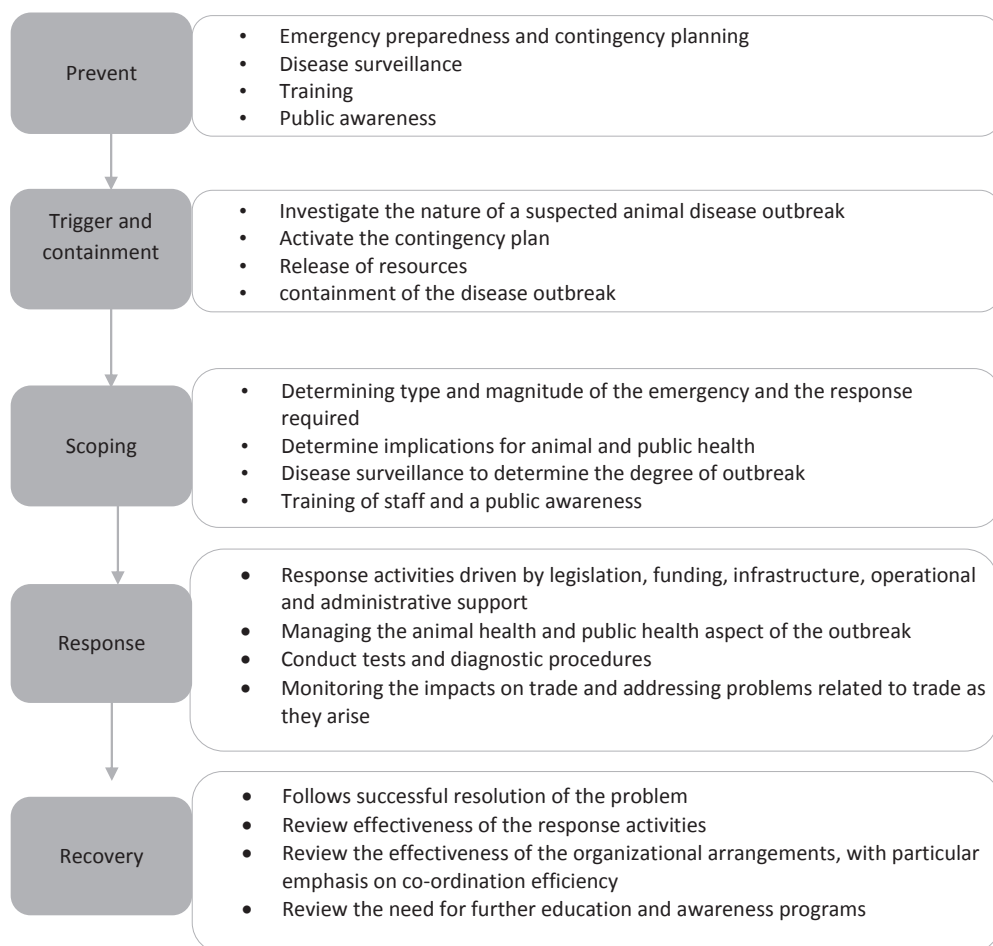 Prevent
• Emergency preparedness and contingency planning
• Disease surveillance
• Training
• Public awareness
Trigger and
containment
• Investigate the nature of a suspected animal disease outbreak
• Activate the contingency plan
• Release of resources
• containment of the disease outbreak
Scoping
• Determining type and magnitude of the emergency and the response
required
• Determine implications for animal and public health
• Disease surveillance to determine the degree of outbreak
• Training of staff and a public awareness
Response
• Response activities driven by legislation, funding, infrastructure, operational
and administrative support
• Managing the animal health and public health aspect of the outbreak
• Conduct tests and diagnostic procedures
• Monitoring the impacts on trade and addressing problems related to trade as
they arise
Recovery
• Follows successful resolution of the problem
• Review effectiveness of the response activities
• Review the effectiveness of the organizational arrangements, with particular
emphasis on co-ordination efficiency
• Review the need for further education and awareness programs